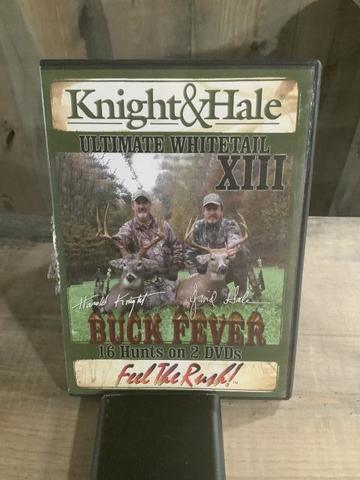 Knight&Hale®
ULTIMATE WHITETAIL
XIII
Harold Knight David Hale
BUCK FEVER
16 Hunts on 2 DVDs
Feel The Rush!™